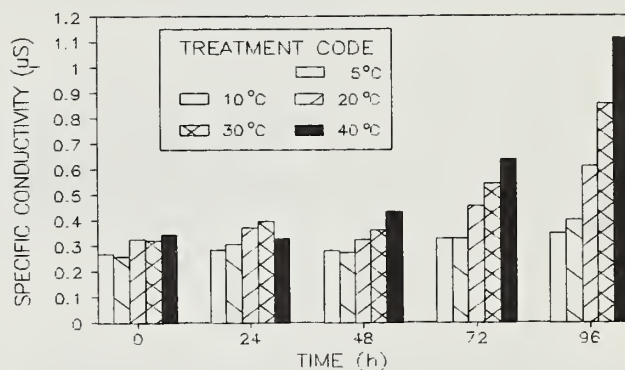 SPECIFIC CONDUCTIVITY (µS)
1.2
1.1
1
0.9
0.8
0.7
0.6
0.5
0.4
0.3
0.2
0.1
0
TREATMENT CODE
5°C
10°C 20°C
30°C 40°C
0 24 48 72 96
TIME (h)